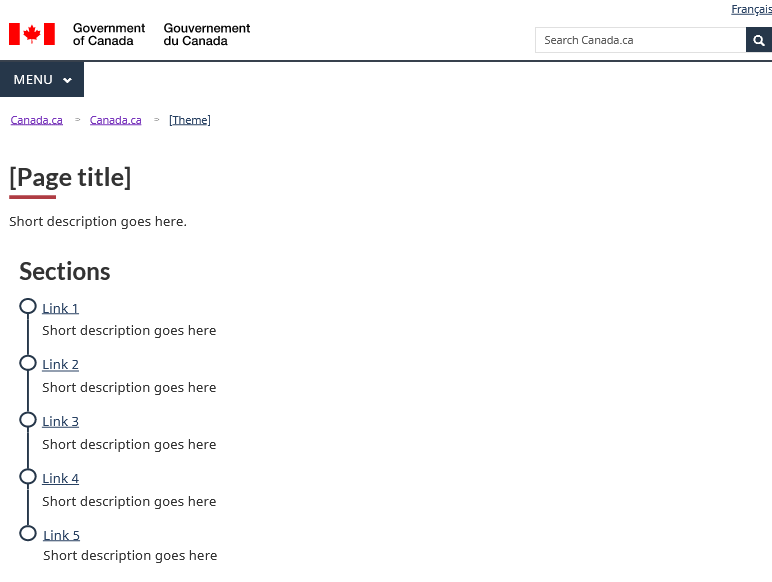 Français
Government of Canada
Gouvernement du Canada
Search Canada.ca
MENU
Canada.ca > Canada.ca > [Theme]
[Page title]
Short description goes here.
Sections
Link 1
Short description goes here
Link 2
Short description goes here
Link 3
Short description goes here
Link 4
Short description goes here
Link 5
Short description goes here